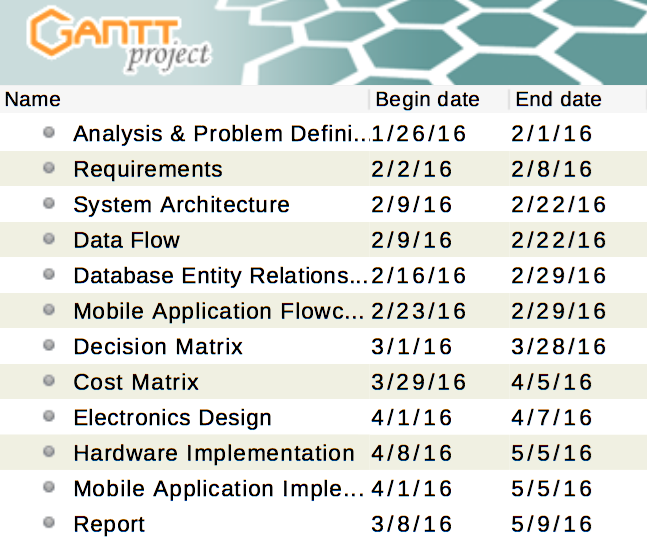 GANTT
project
Name Begin date End date
Analysis & Problem Defini... 1/26/16 2/1/16
Requirements 2/2/16 2/8/16
System Architecture 2/9/16 2/22/16
Data Flow 2/9/16 2/22/16
Database Entity Relations... 2/16/16 2/29/16
Mobile Application Flowc... 2/23/16 2/29/16
Decision Matrix 3/1/16 3/28/16
Cost Matrix 3/29/16 4/5/16
Electronics Design 4/1/16 4/7/16
Hardware Implementation 4/8/16 5/5/16
Mobile Application Imple... 4/1/16 5/5/16
Report 3/8/16 5/9/16